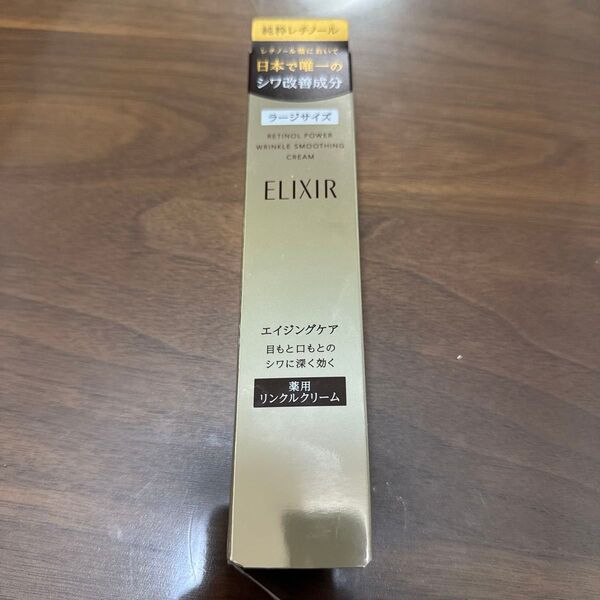 純粋レチノール
レチノール類において
日本で唯一の
シワ改善成分
ラージサイズ
RETINOL POWER
WRINKLE SMOOTHING
CREAM
ELIXIR
エイジングケア
目もと口もとの
シワに深く効く
薬用
リンクルクリーム